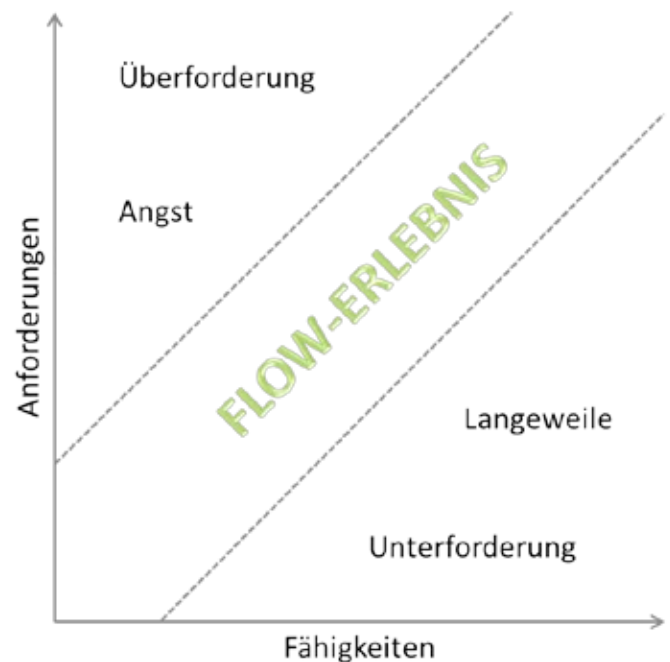 Überforderung
Angst
FLOW-ERLEBNIS
Anforderungen
Langeweile
Unterforderung
Fähigkeiten